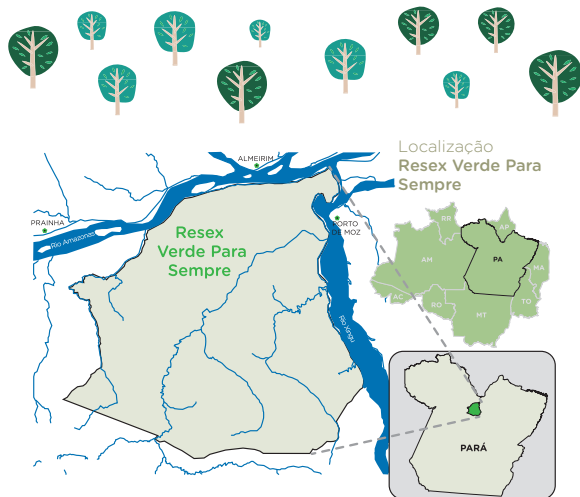 Localização
Resex Verde Para
Sempre
ALMEIRIM
PRAINHA
Rio Amazonas
Resex
Verde Para
Sempre
PORTO
DE MOZ
Rio Xingu
RR
AP
AM
PA
MA
AC
RO
MT
TO
PARÁ